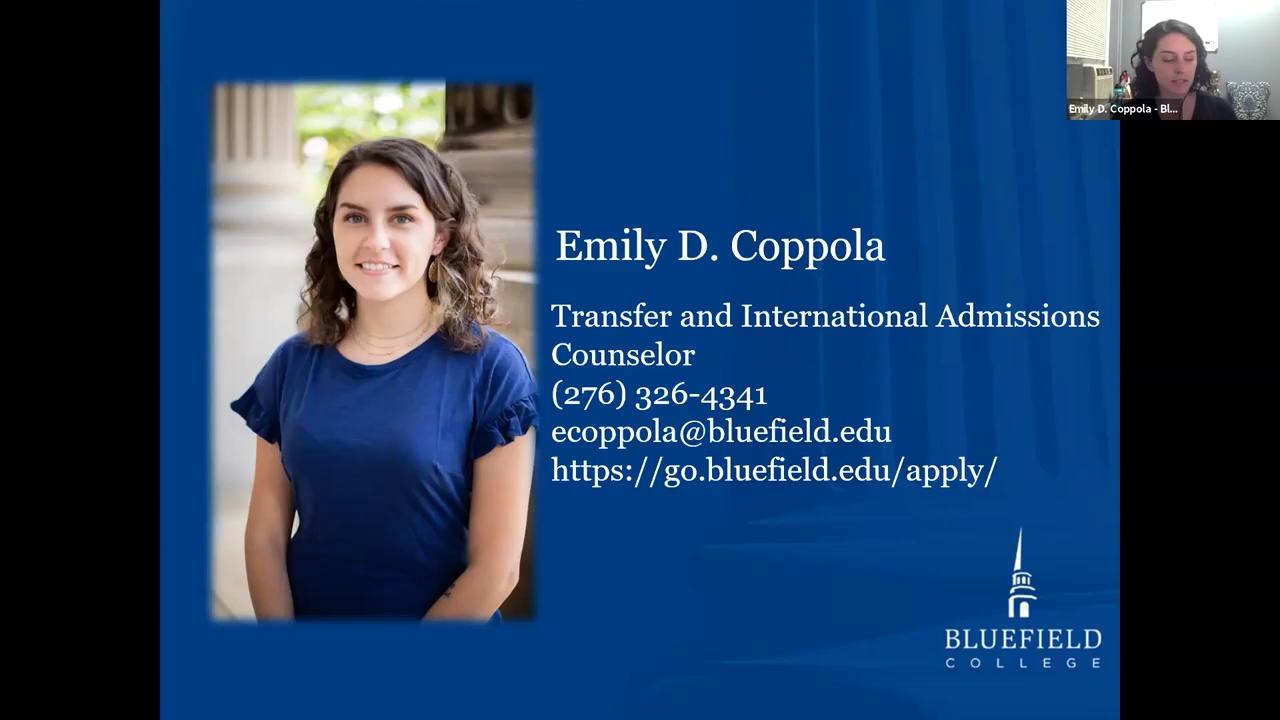 Emily D. Coppola - Bl...
Emily D. Coppola
Transfer and International Admissions
Counselor
(276) 326-4341
ecoppola@bluefield.edu
https://go.bluefield.edu/apply/
BLUEFIELD
COLLEGE